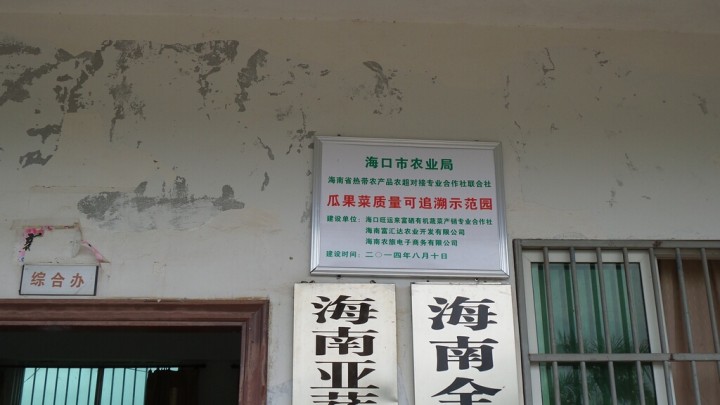 海口市农业局
海南省热带农产品农超对接专业合作社联合社
瓜果菜质量可追溯示范园
建设单位：海口旺运来富硒有机蔬菜产销专业合作社
海南富汇达农业开发有限公司
海南农旅电子商务有限公司
建设时间：二〇一四年八月十日
综合办
海南亚蔬
海南全